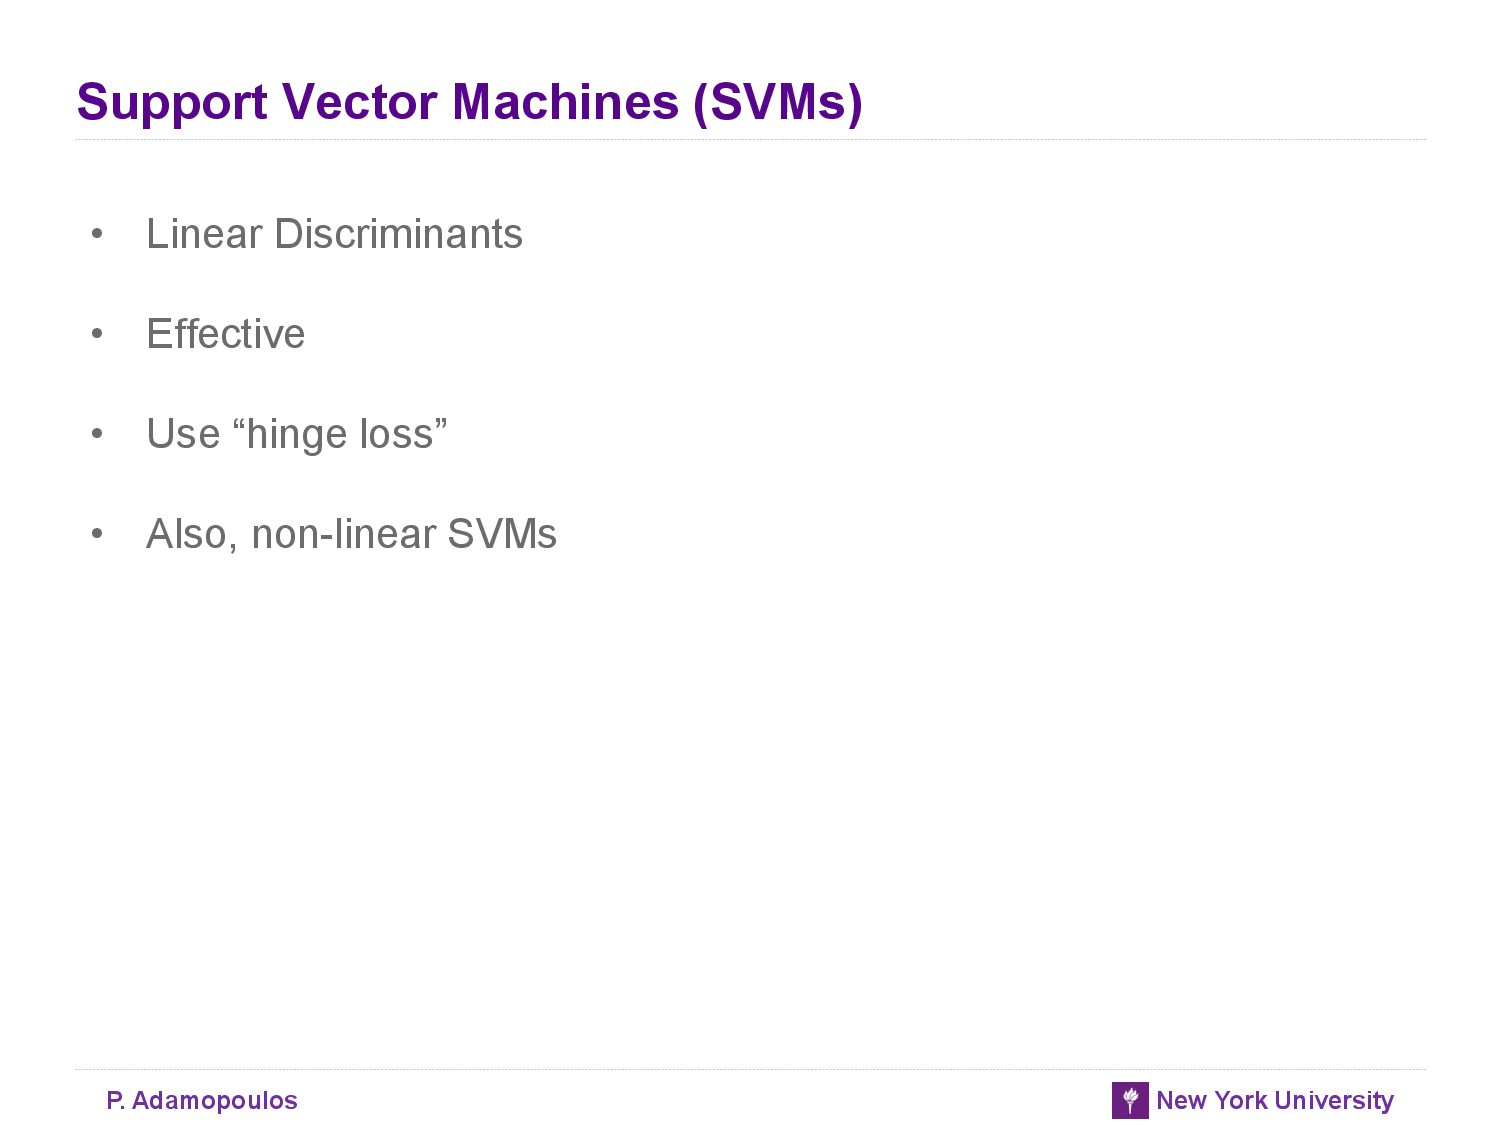 Support Vector Machines (SVMs)
• Linear Discriminants
• Effective
• Use “hinge loss”
• Also, non-linear SVMs
P. Adamopoulos
New York University